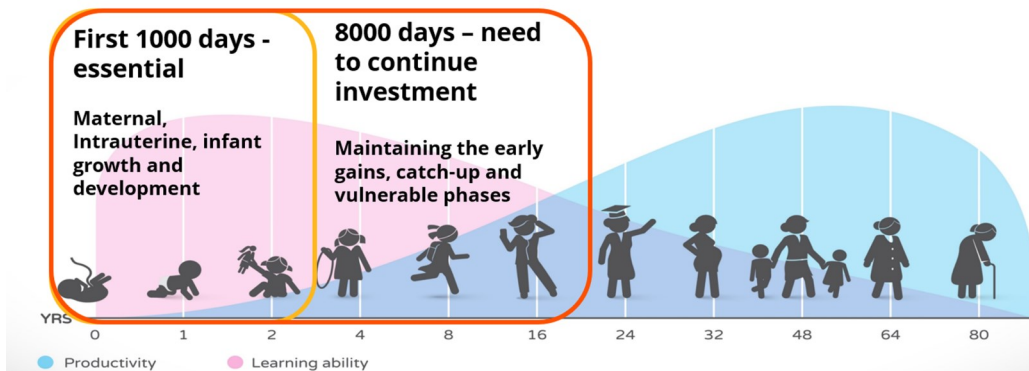 First 1000 days -
essential
Maternal,
Intrauterine, infant
growth and
development
8000 days – need
to continue
investment
Maintaining the early
gains, catch-up and
vulnerable phases
YRS
0 1 2 4 8 16 24 32 48 64 80
Productivity Learning ability